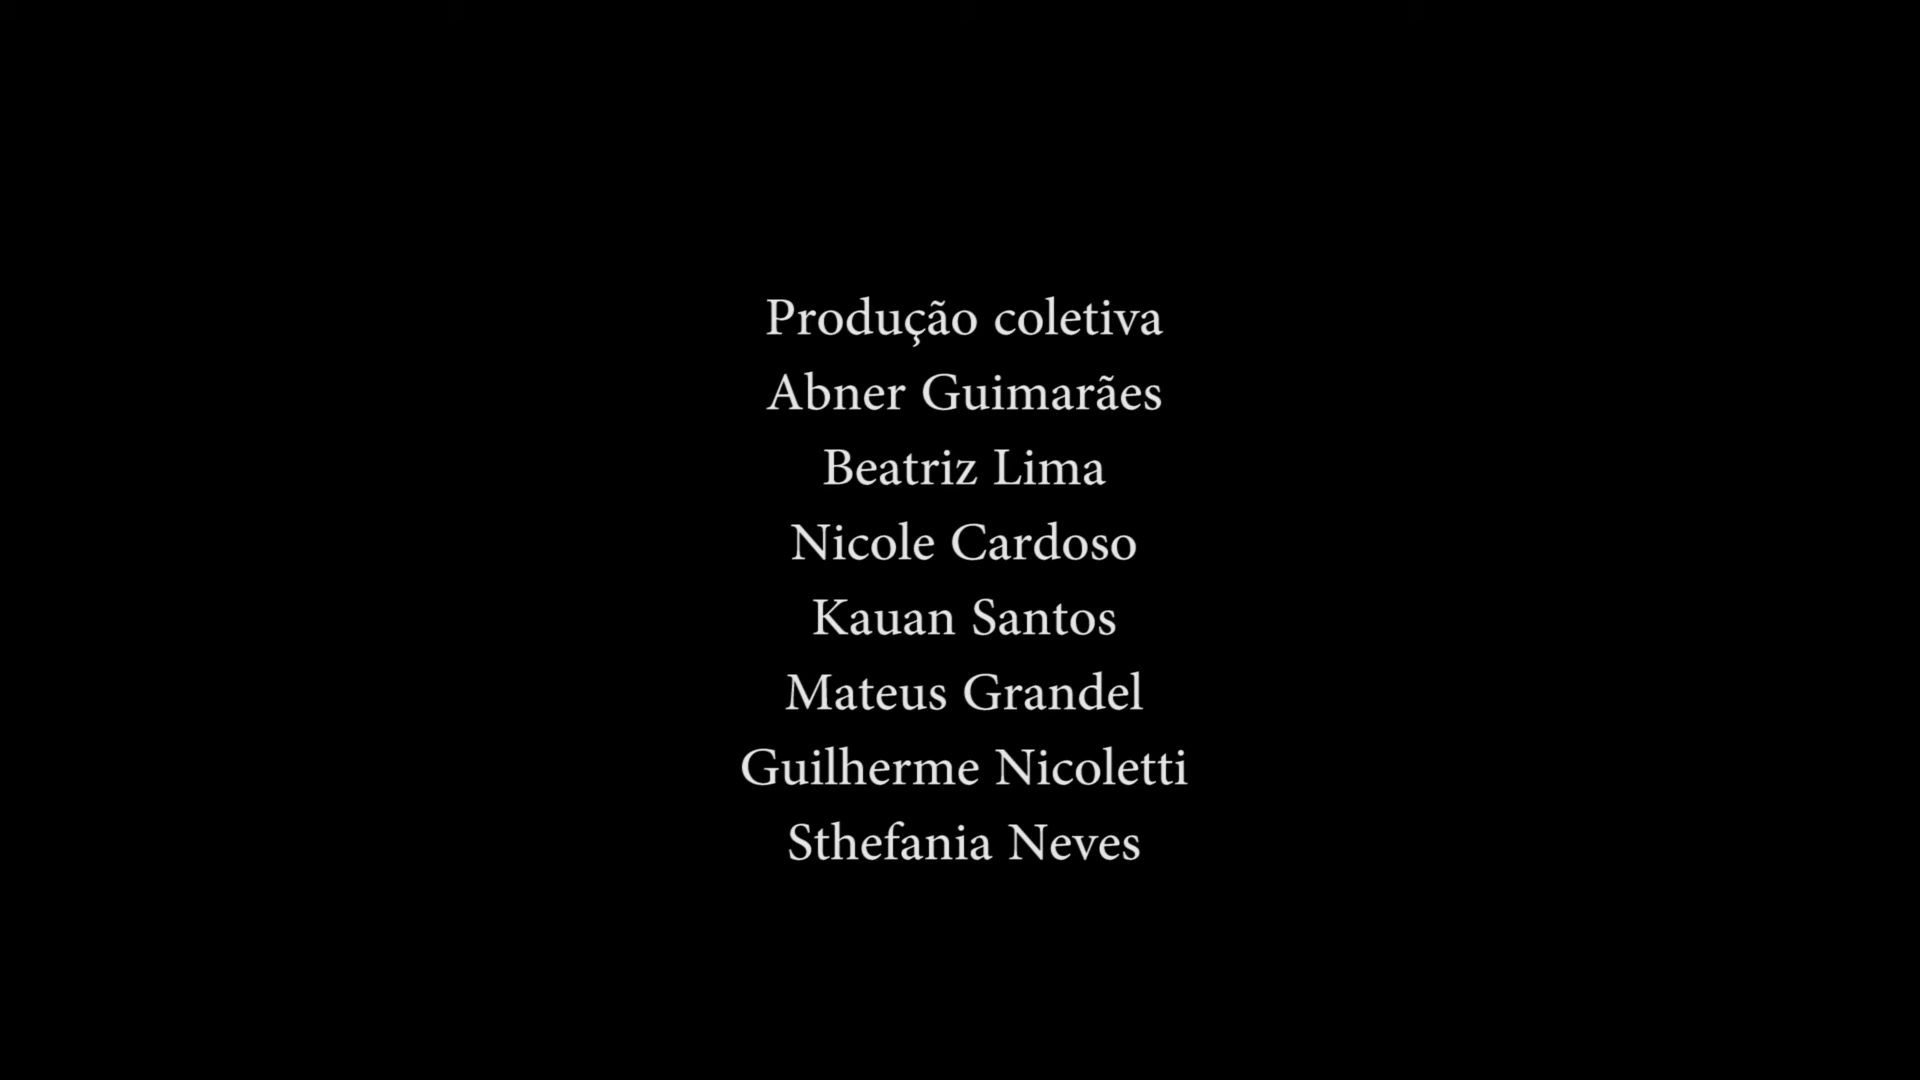 Produção coletiva
Abner Guimarães
Beatriz Lima
Nicole Cardoso
Kauan Santos
Mateus Grandel
Guilherme Nicoletti
Sthefania Neves